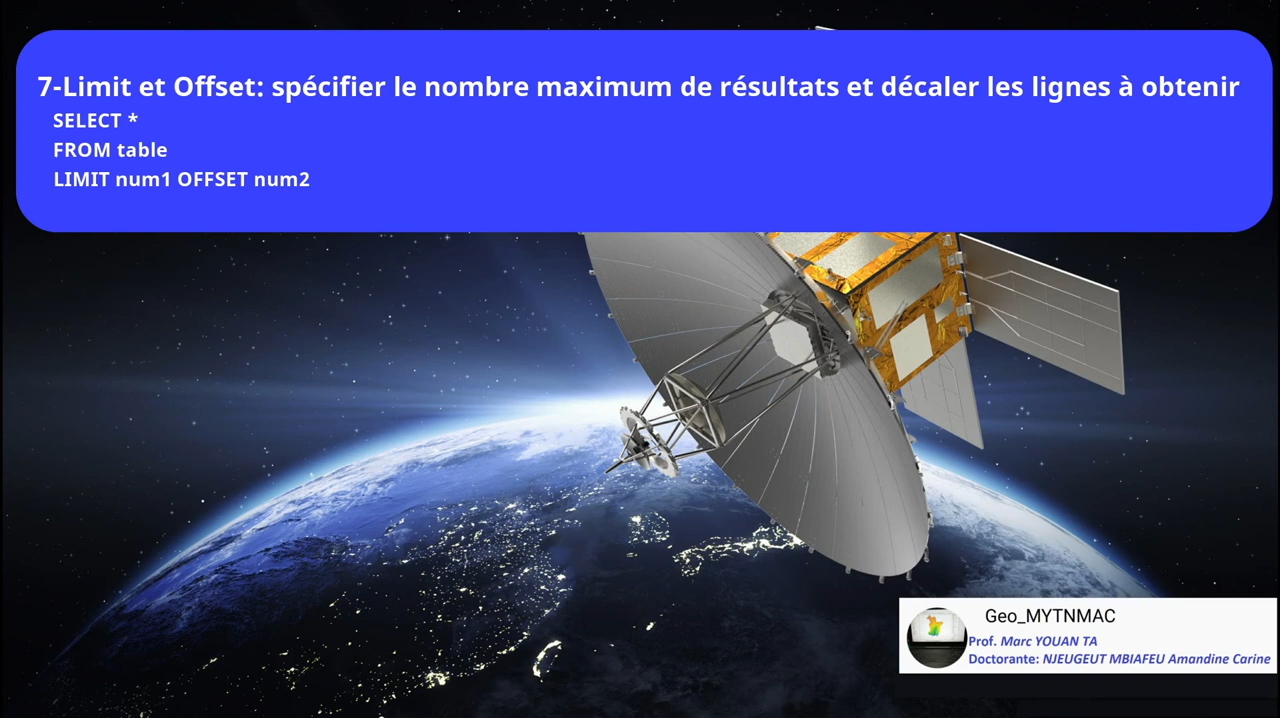 7-Limit et Offset: spécifier le nombre maximum de résultats et décaler les lignes à obtenir
SELECT *
FROM table
LIMIT num1 OFFSET num2
Geo_MYTNMAC
Prof. Marc YOUAN TA
Doctorante: NJEUGEUT MBIAFEU Amandine Carine